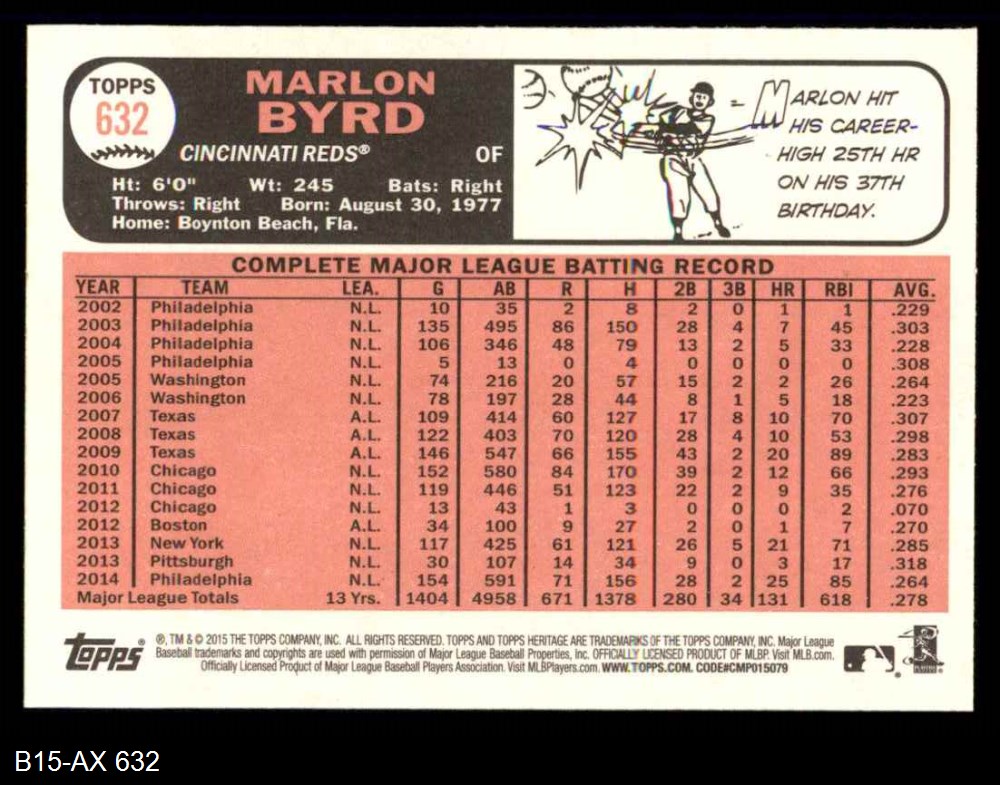 TOPPS
632
MARLON
BYRD
CINCINNATI REDS® OF
Ht: 6'0" Wt: 245 Bats: Right
Throws: Right Born: August 30, 1977
Home: Boynton Beach, Fla.
MARLON HIT
HIS CAREER-
HIGH 25TH HR
ON HIS 37TH
BIRTHDAY.
COMPLETE MAJOR LEAGUE BATTING RECORD
YEAR TEAM LEA. G AB R H 2B 3B HR RBI AVG.
2002 Philadelphia N.L. 10 35 2 8 2 0 1 1 .229
2003 Philadelphia N.L. 135 495 86 150 28 4 7 45 .303
2004 Philadelphia N.L. 106 346 48 79 13 2 5 33 .228
2005 Philadelphia N.L. 5 13 0 4 0 0 0 0 .308
2005 Washington N.L. 74 216 20 57 15 2 2 26 .264
2006 Washington N.L. 78 197 28 44 8 1 5 18 .223
2007 Texas A.L. 109 414 60 127 17 8 10 70 .307
2008 Texas A.L. 122 403 70 120 28 4 10 53 .298
2009 Texas A.L. 146 547 66 155 43 2 20 89 .283
2010 Chicago N.L. 152 580 84 170 39 2 12 66 .293
2011 Chicago N.L. 119 446 51 123 22 2 9 35 .276
2012 Chicago N.L. 13 43 1 3 0 0 0 2 .070
2012 Boston A.L. 34 100 9 27 2 0 1 7 .270
2013 New York N.L. 117 425 61 121 26 5 21 71 .285
2013 Pittsburgh N.L. 30 107 14 34 9 0 3 17 .318
2014 Philadelphia N.L. 154 591 71 156 28 2 25 85 .264
Major League Totals 13 Yrs. 1404 4958 671 1378 280 34 131 618 .278
Topps®
®, TM & © 2015 THE TOPPS COMPANY, INC. ALL RIGHTS RESERVED. TOPPS AND TOPPS HERITAGE ARE TRADEMARKS OF THE TOPPS COMPANY, INC. Major League
Baseball trademarks and copyrights are used with permission of Major League Baseball Properties, Inc. OFFICIALLY LICENSED PRODUCT OF MLBP. Visit MLB.com.
Officially Licensed Product of Major League Baseball Players Association. Visit MLBPlayers.com. WWW.TOPPS.COM. CODE#CMP015079
B15-AX 632